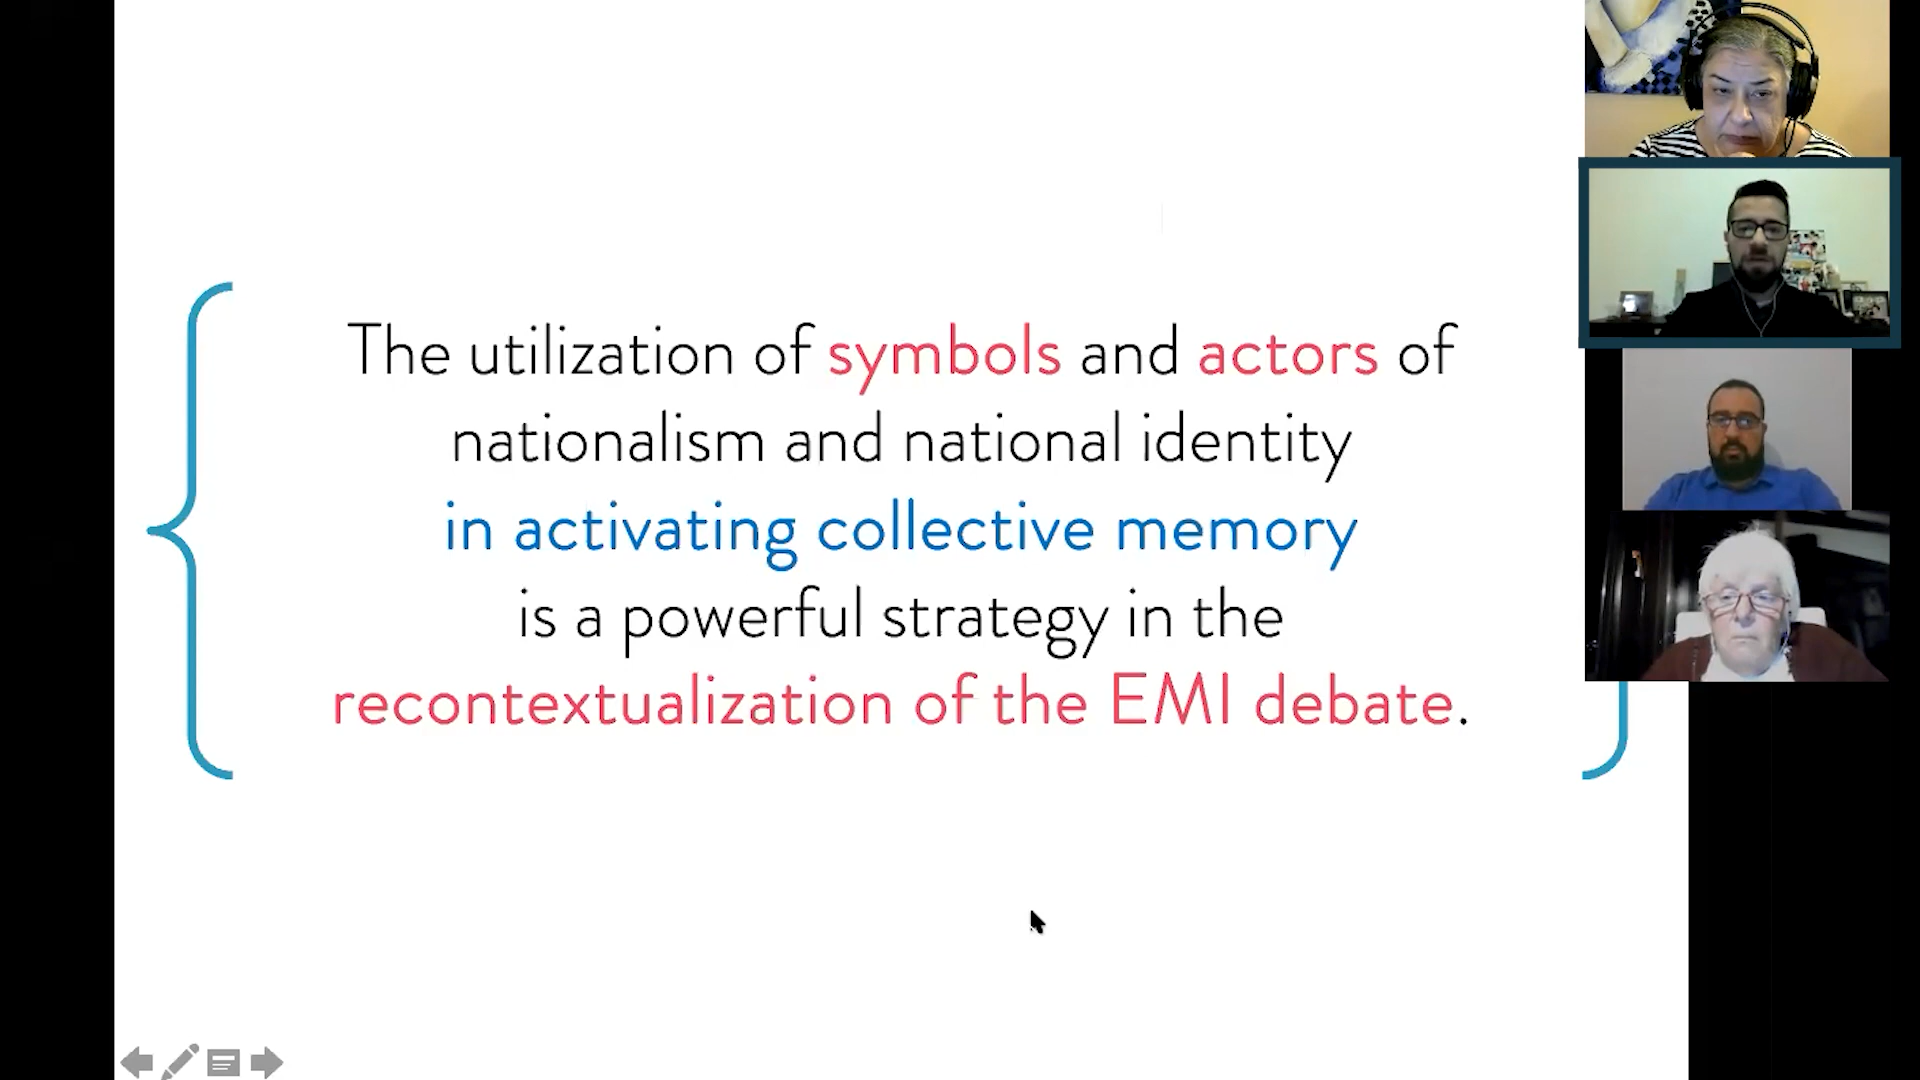 The utilization of symbols and actors of
nationalism and national identity
in activating collective memory
is a powerful strategy in the
recontextualization of the EMI debate.